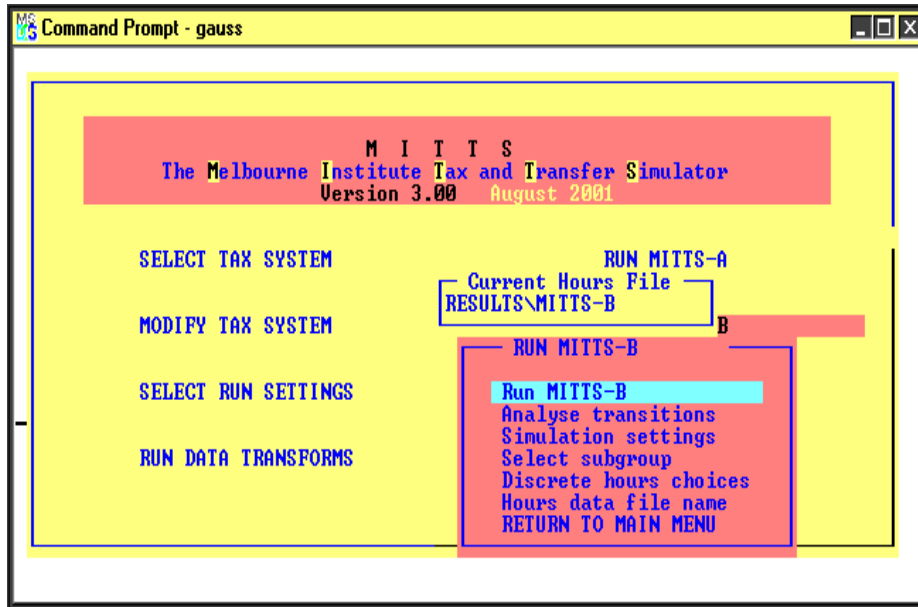 Command Prompt - gauss
M I T T S
The Melbourne Institute Tax and Transfer Simulator
Version 3.00 August 2001
SELECT TAX SYSTEM
RUN MITTS-A
Current Hours File
RESULTS\MITTS-B
MODIFY TAX SYSTEM
B
RUN MITTS-B
SELECT RUN SETTINGS
Run MITTS-B
Analyse transitions
Simulation settings
RUN DATA TRANSFORMS
Select subgroup
Discrete hours choices
Hours data file name
RETURN TO MAIN MENU